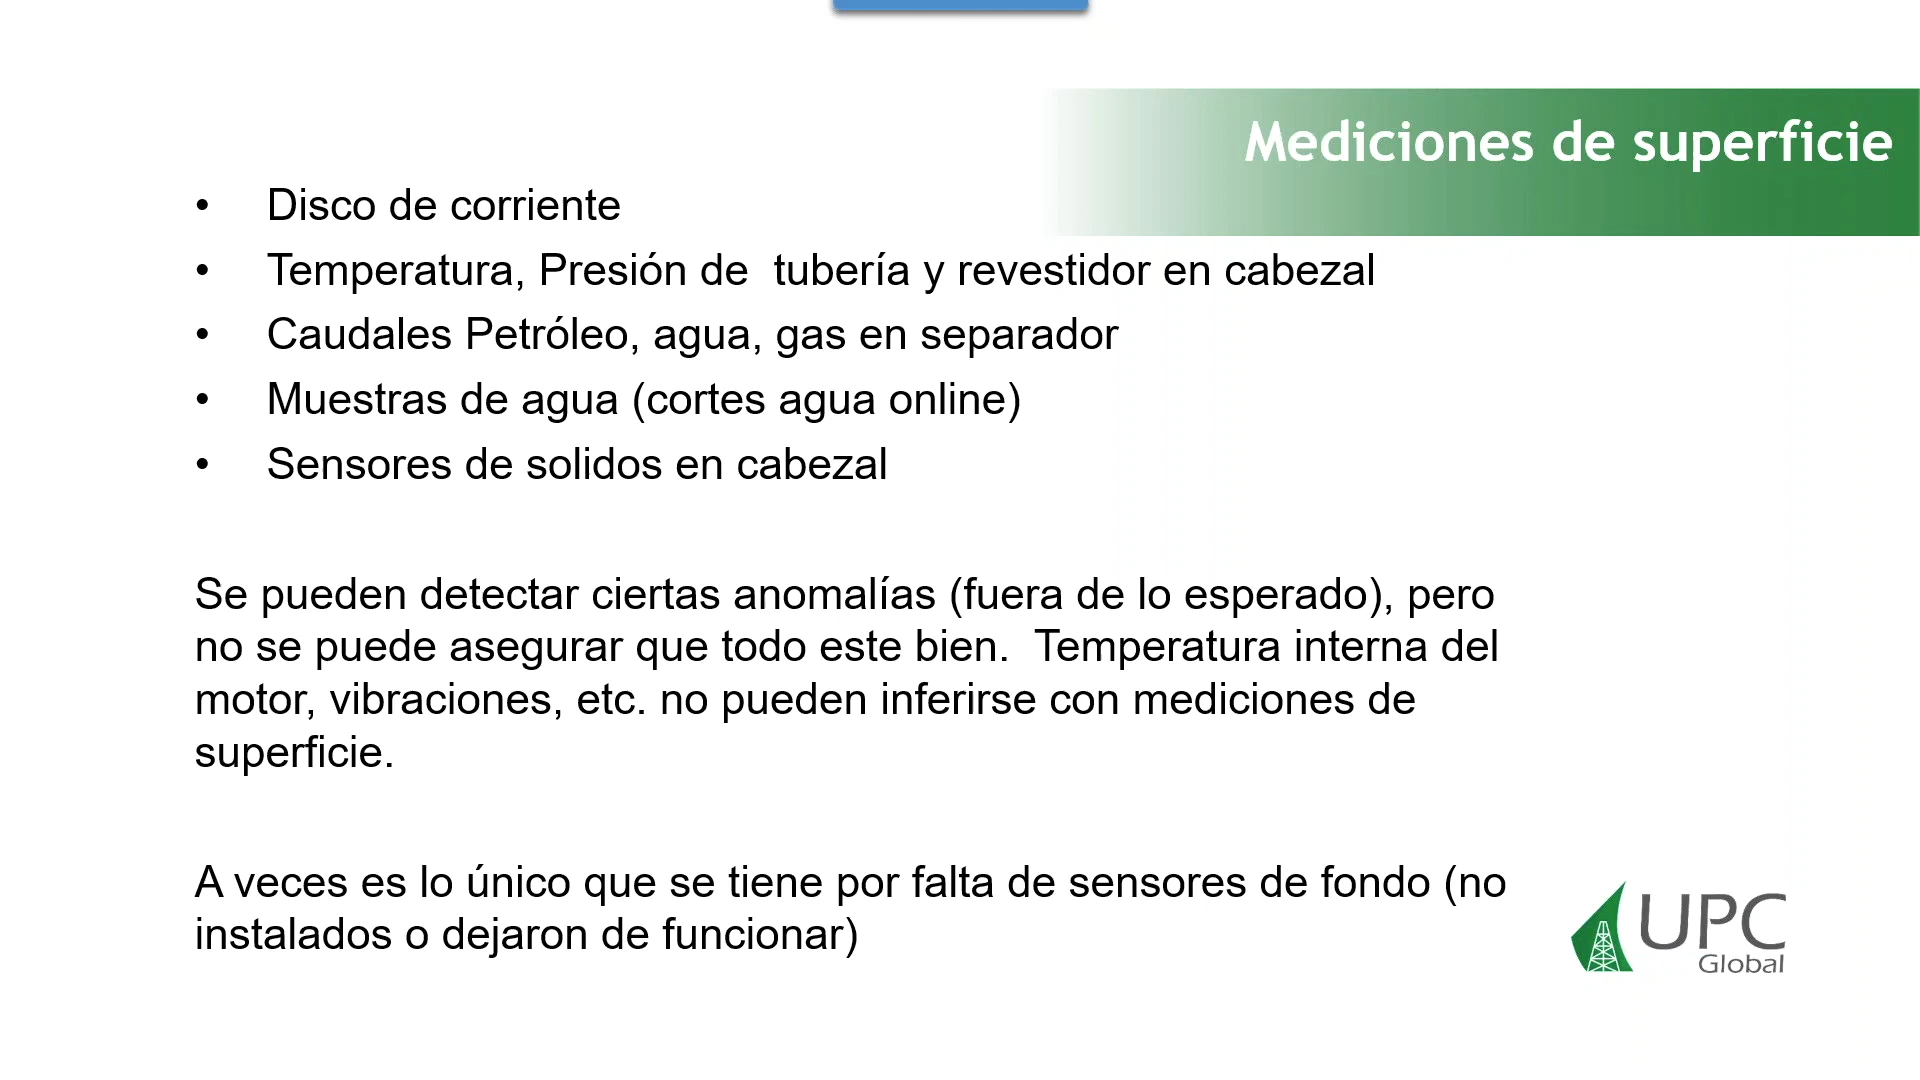 Mediciones de superficie
• Disco de corriente
• Temperatura, Presión de  tubería y revestidor en cabezal
• Caudales Petróleo, agua, gas en separador
• Muestras de agua (cortes agua online)
• Sensores de solidos en cabezal
Se pueden detectar ciertas anomalías (fuera de lo esperado), pero
no se puede asegurar que todo este bien.  Temperatura interna del
motor, vibraciones, etc. no pueden inferirse con mediciones de
superficie.
A veces es lo único que se tiene por falta de sensores de fondo (no
instalados o dejaron de funcionar)
UPC
Global